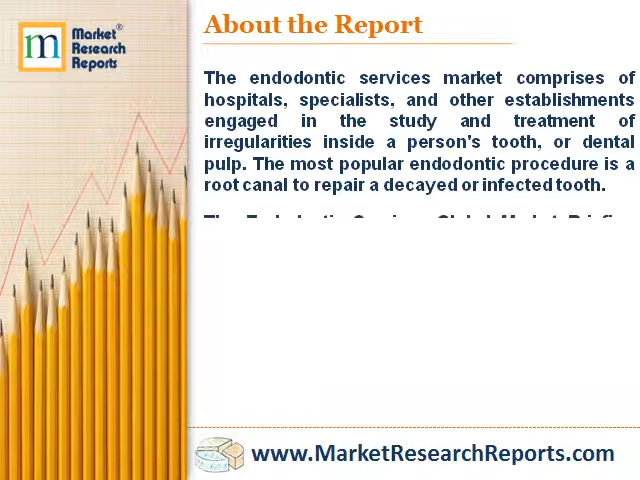 Market®
Research
Reports
m
About the Report
The endodontic services market comprises of
hospitals, specialists, and other establishments
engaged in the study and treatment of
irregularities inside a person's tooth, or dental
pulp. The most popular endodontic procedure is a
root canal to repair a decayed or infected tooth.
www.MarketResearchReports.com